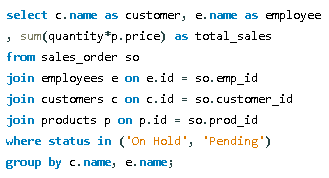 select c.name as customer, e.name as employee
, sum(quantity*p.price) as total_sales
from sales_order so
join employees e on e.id = so.emp_id
join customers c on c.id = so.customer_id
join products p on p.id = so.prod_id
where status in ('On Hold', 'Pending')
group by c.name, e.name;